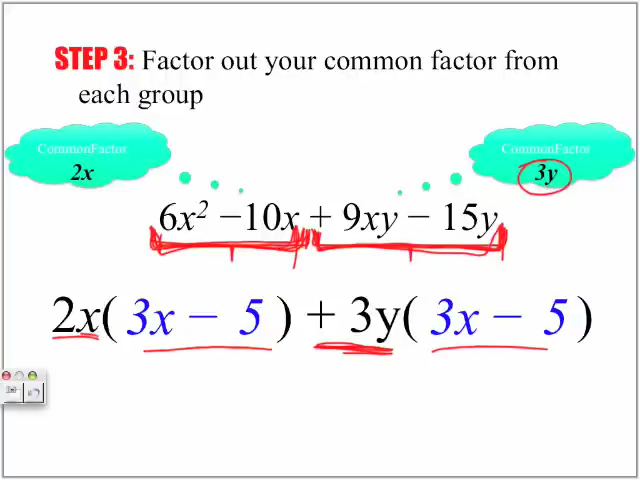 STEP 3: Factor out your common factor from
each group
CommonFactor
2x
CommonFactor
3y
6x² −10x + 9xy − 15y
2x( 3x − 5 ) + 3y( 3x − 5 )